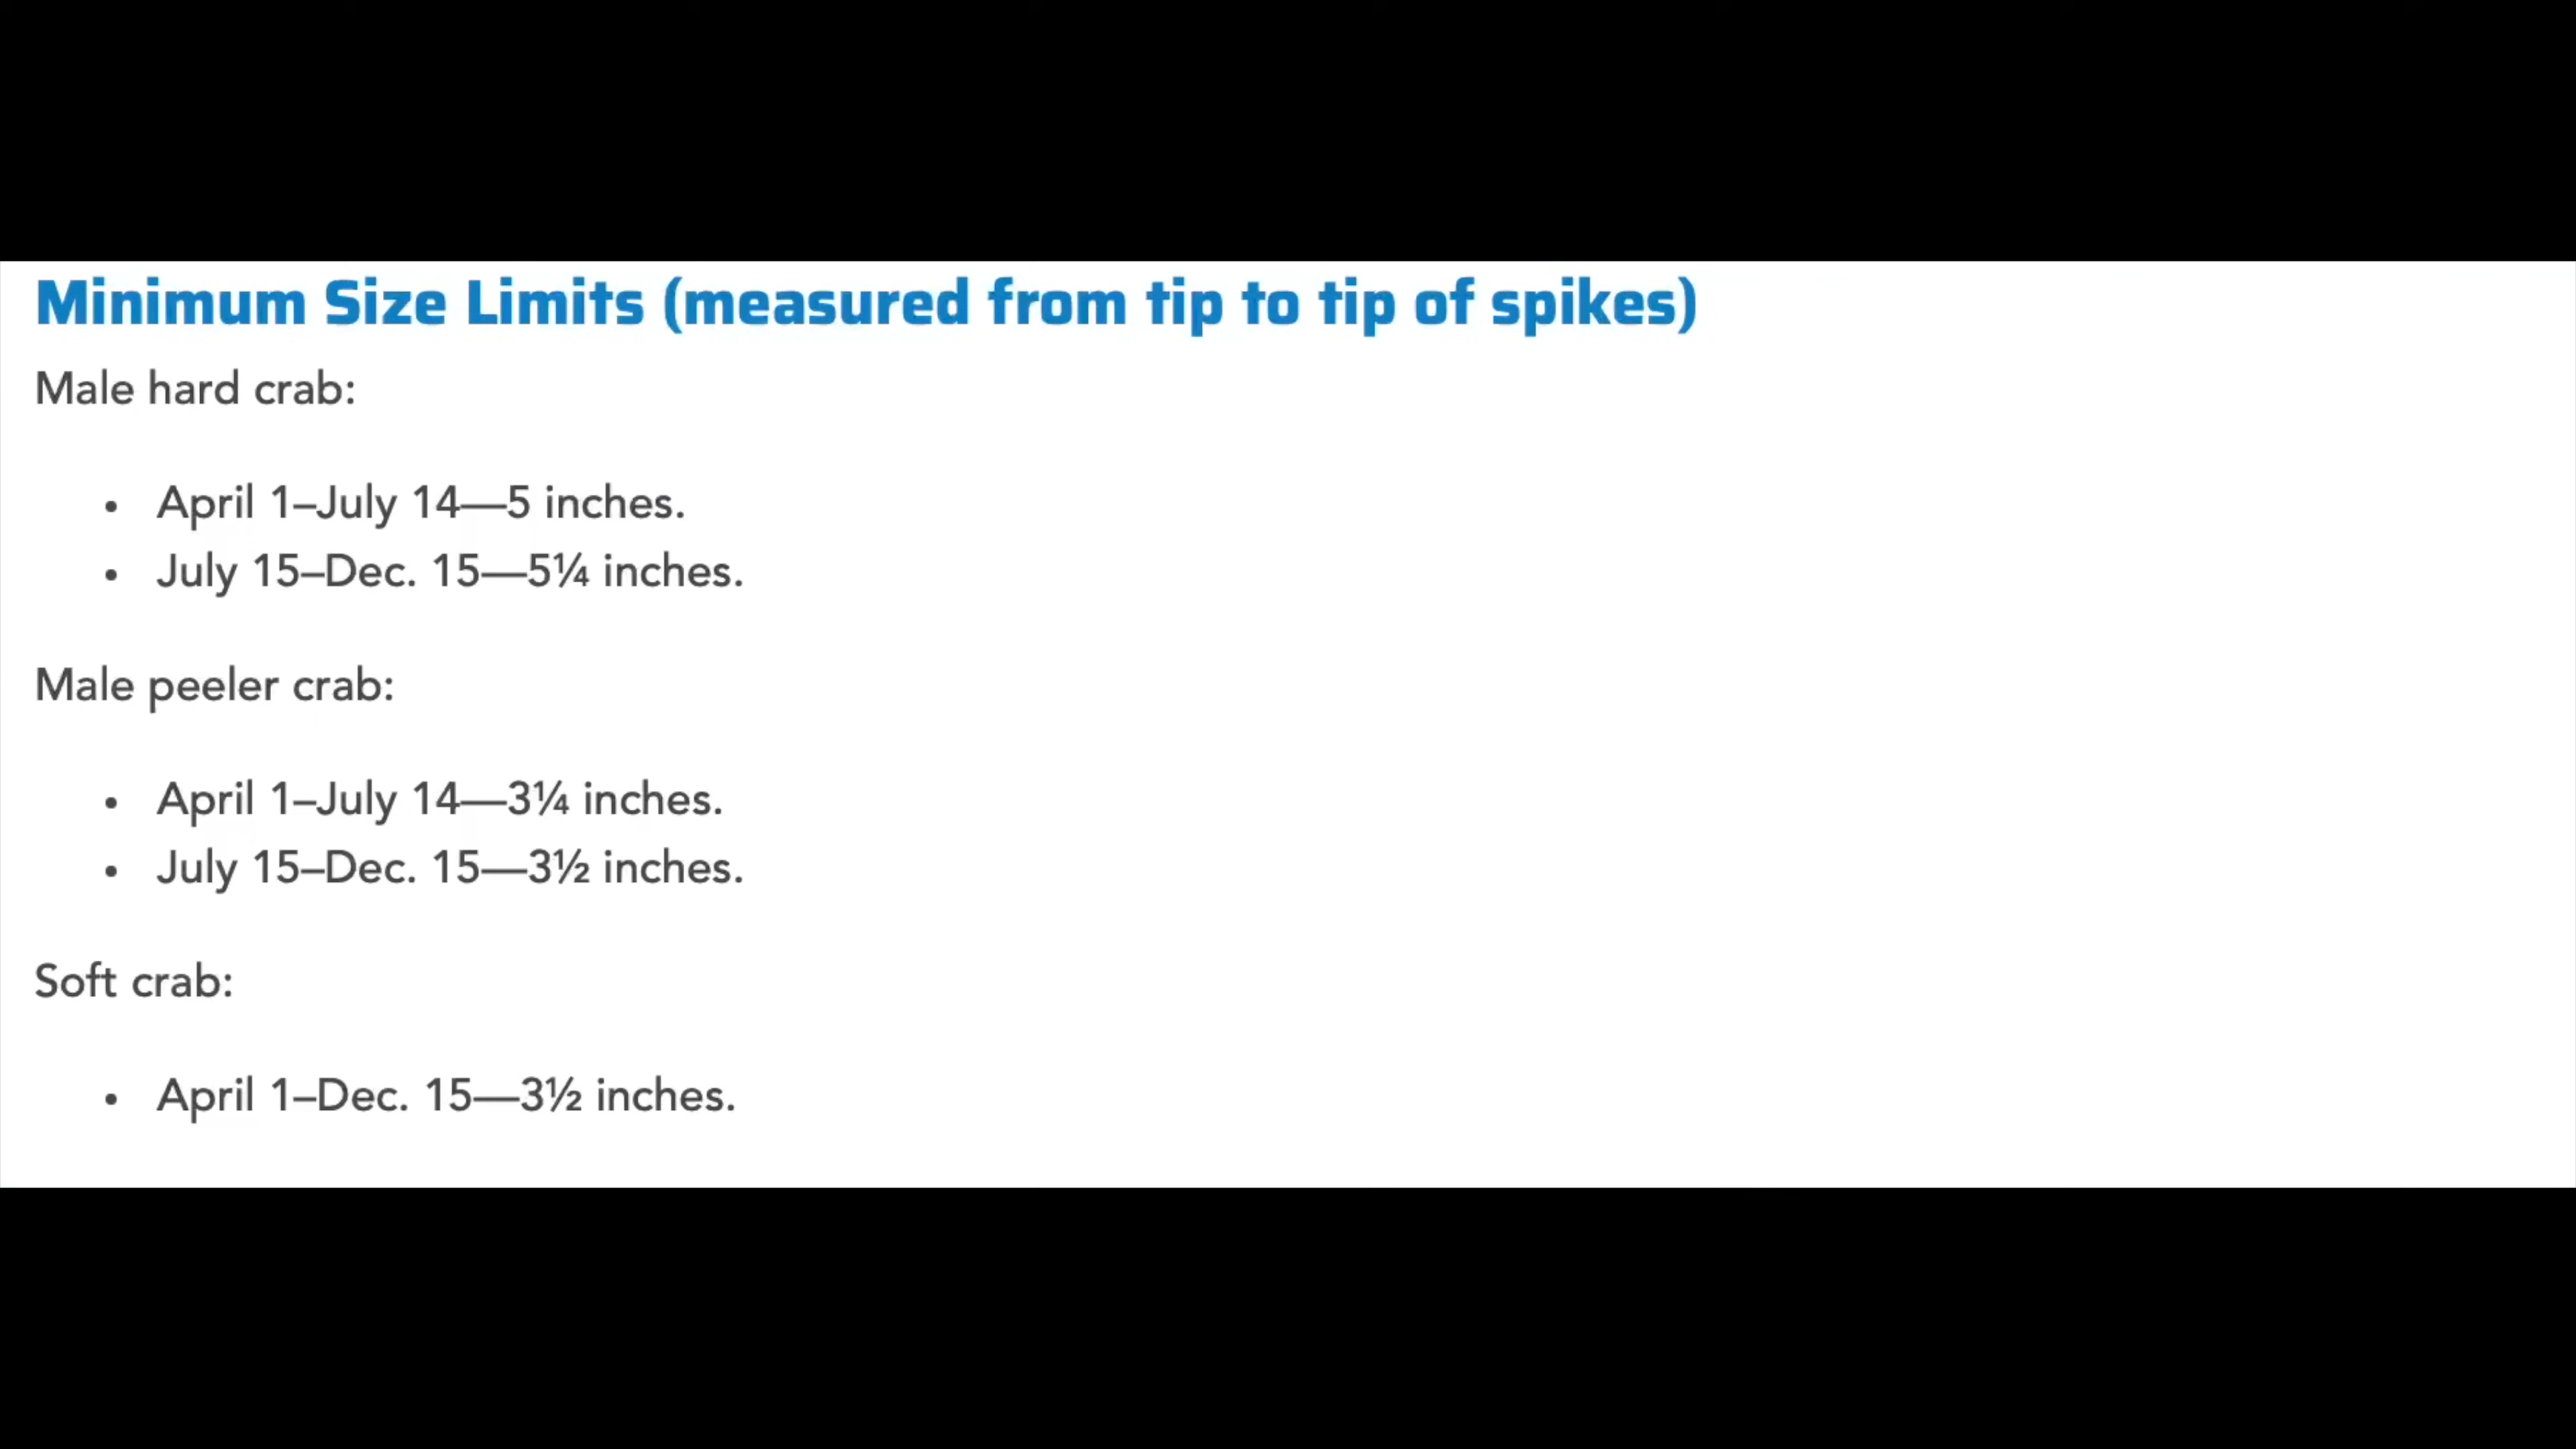 Minimum Size Limits (measured from tip to tip of spikes)
Male hard crab:
• April 1–July 14—5 inches.
• July 15–Dec. 15—5¼ inches.
Male peeler crab:
• April 1–July 14—3¼ inches.
• July 15–Dec. 15—3½ inches.
Soft crab:
• April 1–Dec. 15—3½ inches.